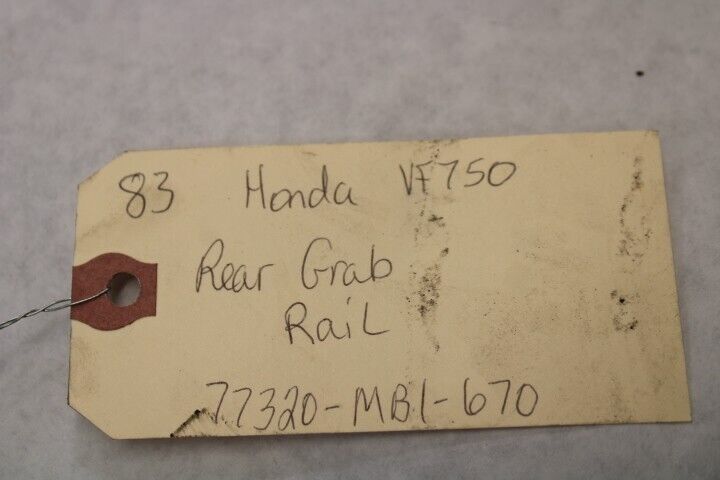 83 Honda VF750
Rear Grab
Rail
77320-MB1-670